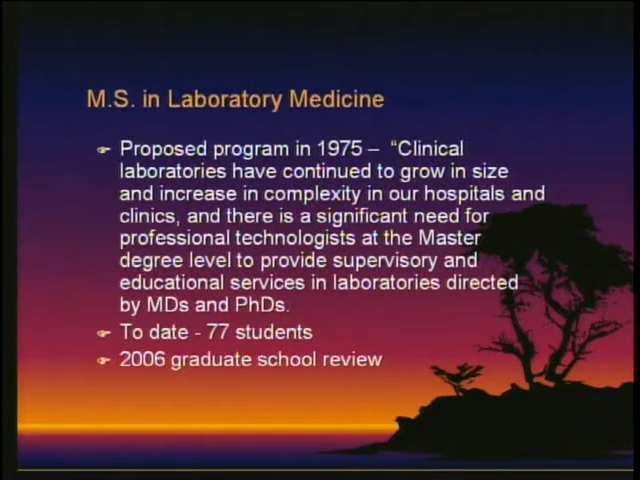 M.S. in Laboratory Medicine
Proposed program in 1975 – “Clinical
laboratories have continued to grow in size
and increase in complexity in our hospitals and
clinics, and there is a significant need for
professional technologists at the Master
degree level to provide supervisory and
educational services in laboratories directed
by MDs and PhDs.
To date - 77 students
2006 graduate school review